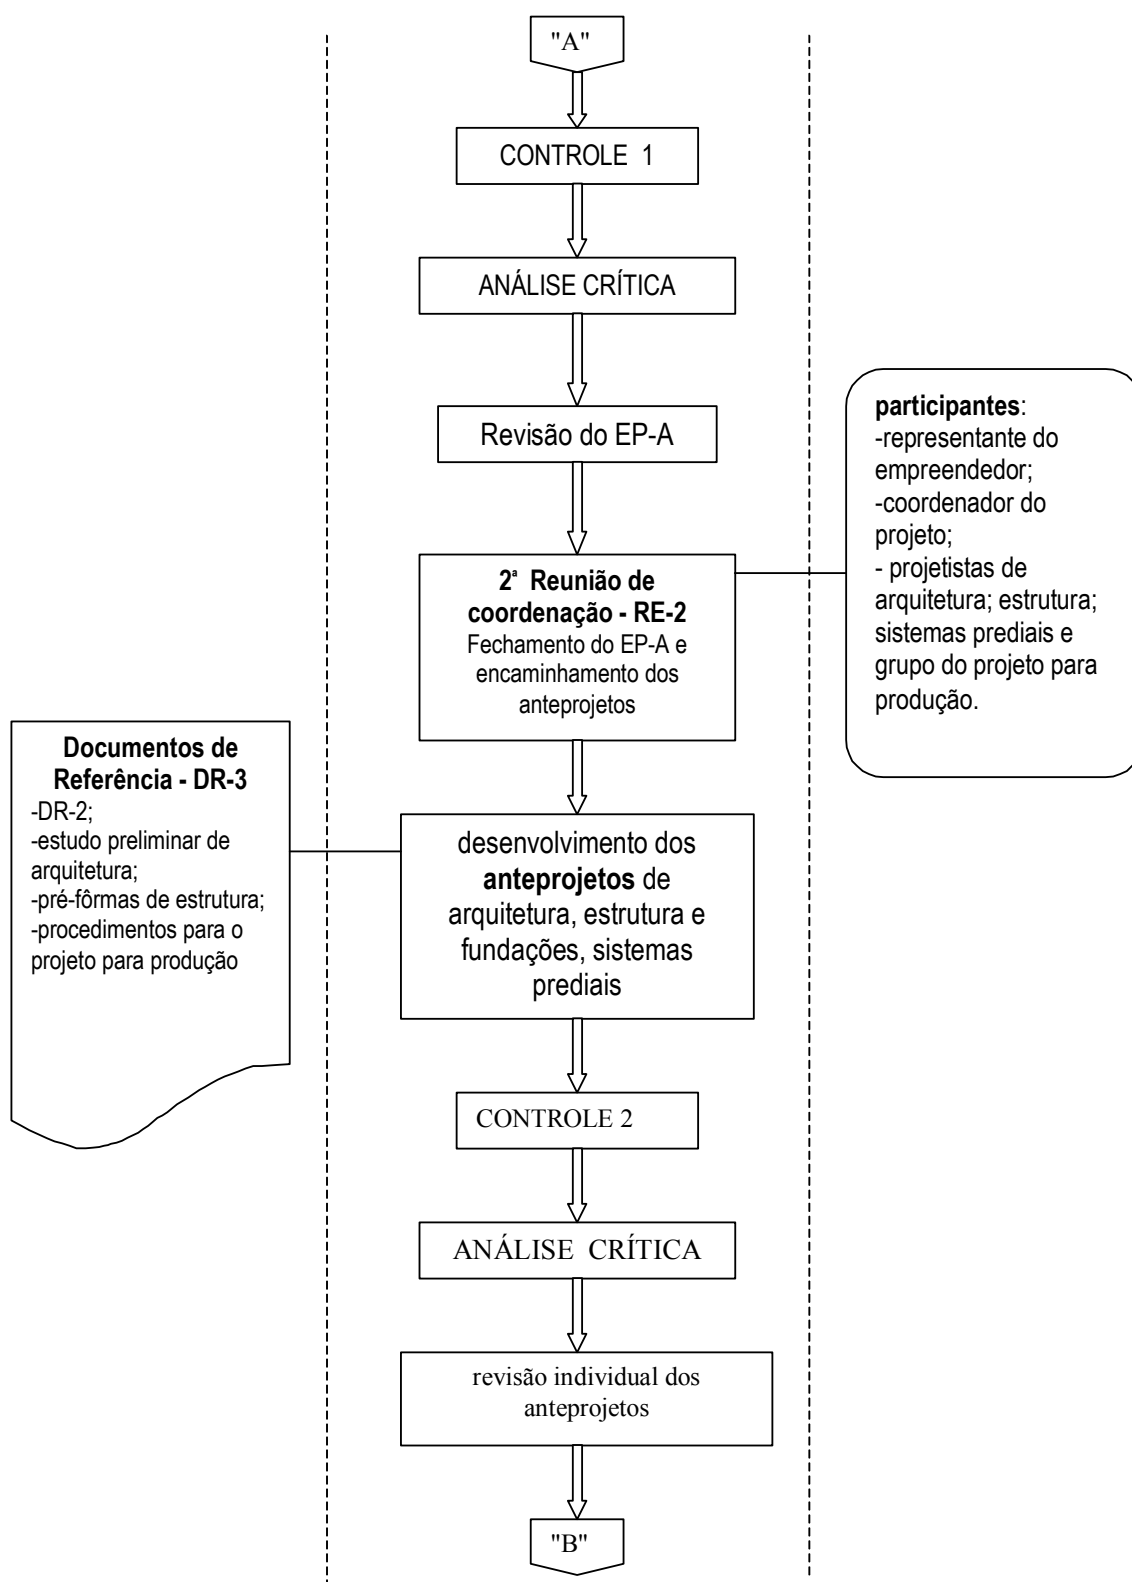 "A"
CONTROLE 1
ANÁLISE CRÍTICA
Revisão do EP-A
2ª Reunião de
coordenação - RE-2
Fechamento do EP-A e
encaminhamento dos
anteprojetos
participantes:
-representante do
empreendedor;
-coordenador do
projeto;
- projetistas de
arquitetura; estrutura;
sistemas prediais e
grupo do projeto para
produção.
Documentos de
Referência - DR-3
-DR-2;
-estudo preliminar de
arquitetura;
-pré-fôrmas de estrutura;
-procedimentos para o
projeto para produção
desenvolvimento dos
anteprojetos de
arquitetura, estrutura e
fundações, sistemas
prediais
CONTROLE 2
ANÁLISE CRÍTICA
revisão individual dos
anteprojetos
"B"